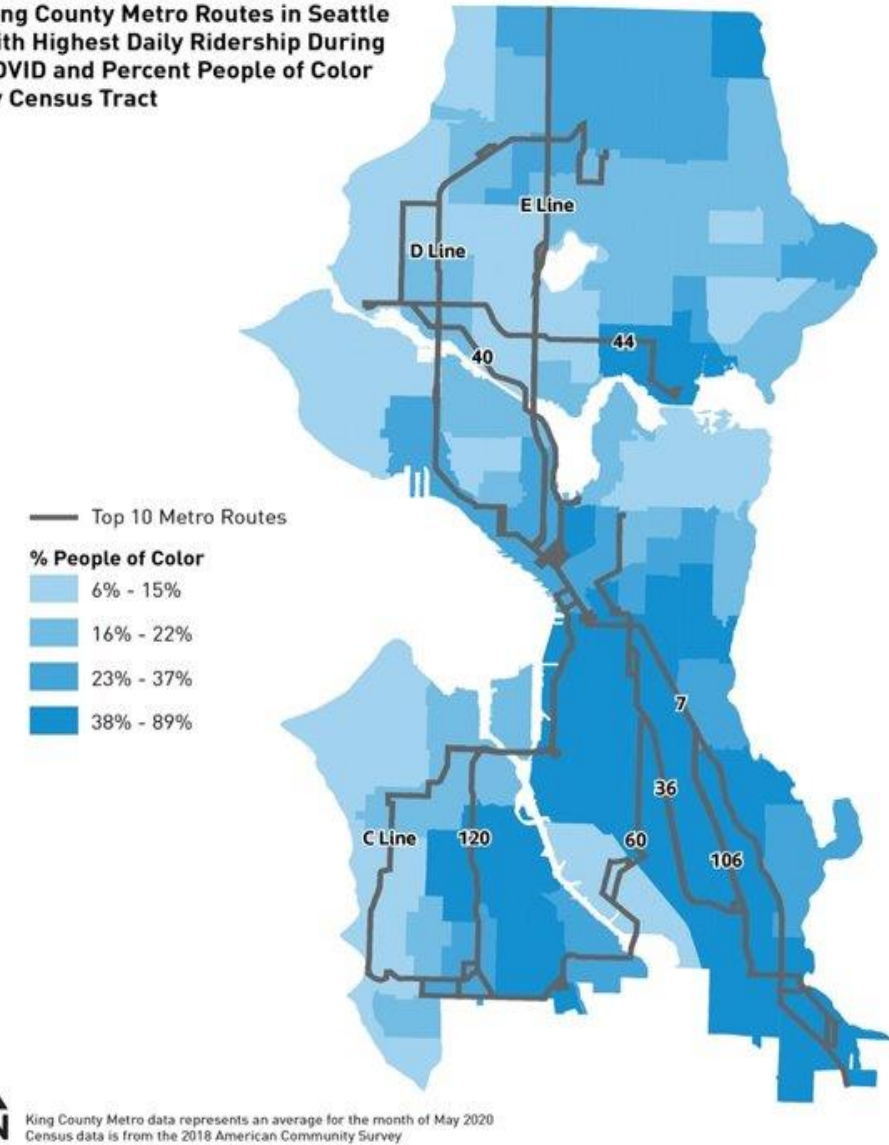 ng County Metro Routes in Seattle
ith Highest Daily Ridership During
OVID and Percent People of Color
y Census Tract
E Line
D Line
44
40
Top 10 Metro Routes
% People of Color
6% - 15%
16% - 22%
23% - 37%
38% - 89%
7
36
C Line
120
60
106
N
King County Metro data represents an average for the month of May 2020
Census data is from the 2018 American Community Survey